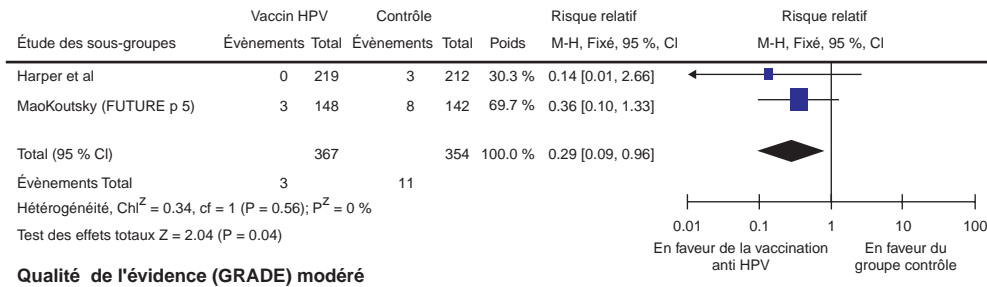 Vaccin HPV Contrôle Risque relatif Risque relatif
Étude des sous-groupes Évènements Total Évènements Total Poids M-H, Fixé, 95 %, CI M-H, Fixé, 95 %, CI
Harper et al 0 219 3 212 30.3 % 0.14 [0.01, 2.66]
MaoKoutsky (FUTURE p 5) 3 148 8 142 69.7 % 0.36 [0.10, 1.33]
Total (95 % CI) 367 354 100.0 % 0.29 [0.09, 0.96]
Évènements Total 3 11
Hétérogénéité, Chl^Z = 0.34, cf = 1 (P = 0.56); P^Z = 0 %
Test des effets totaux Z = 2.04 (P = 0.04)
0.01 0.1 1 10 100
En faveur de la vaccination anti HPV
En faveur du groupe contrôle
Qualité de l'évidence (GRADE) modéré